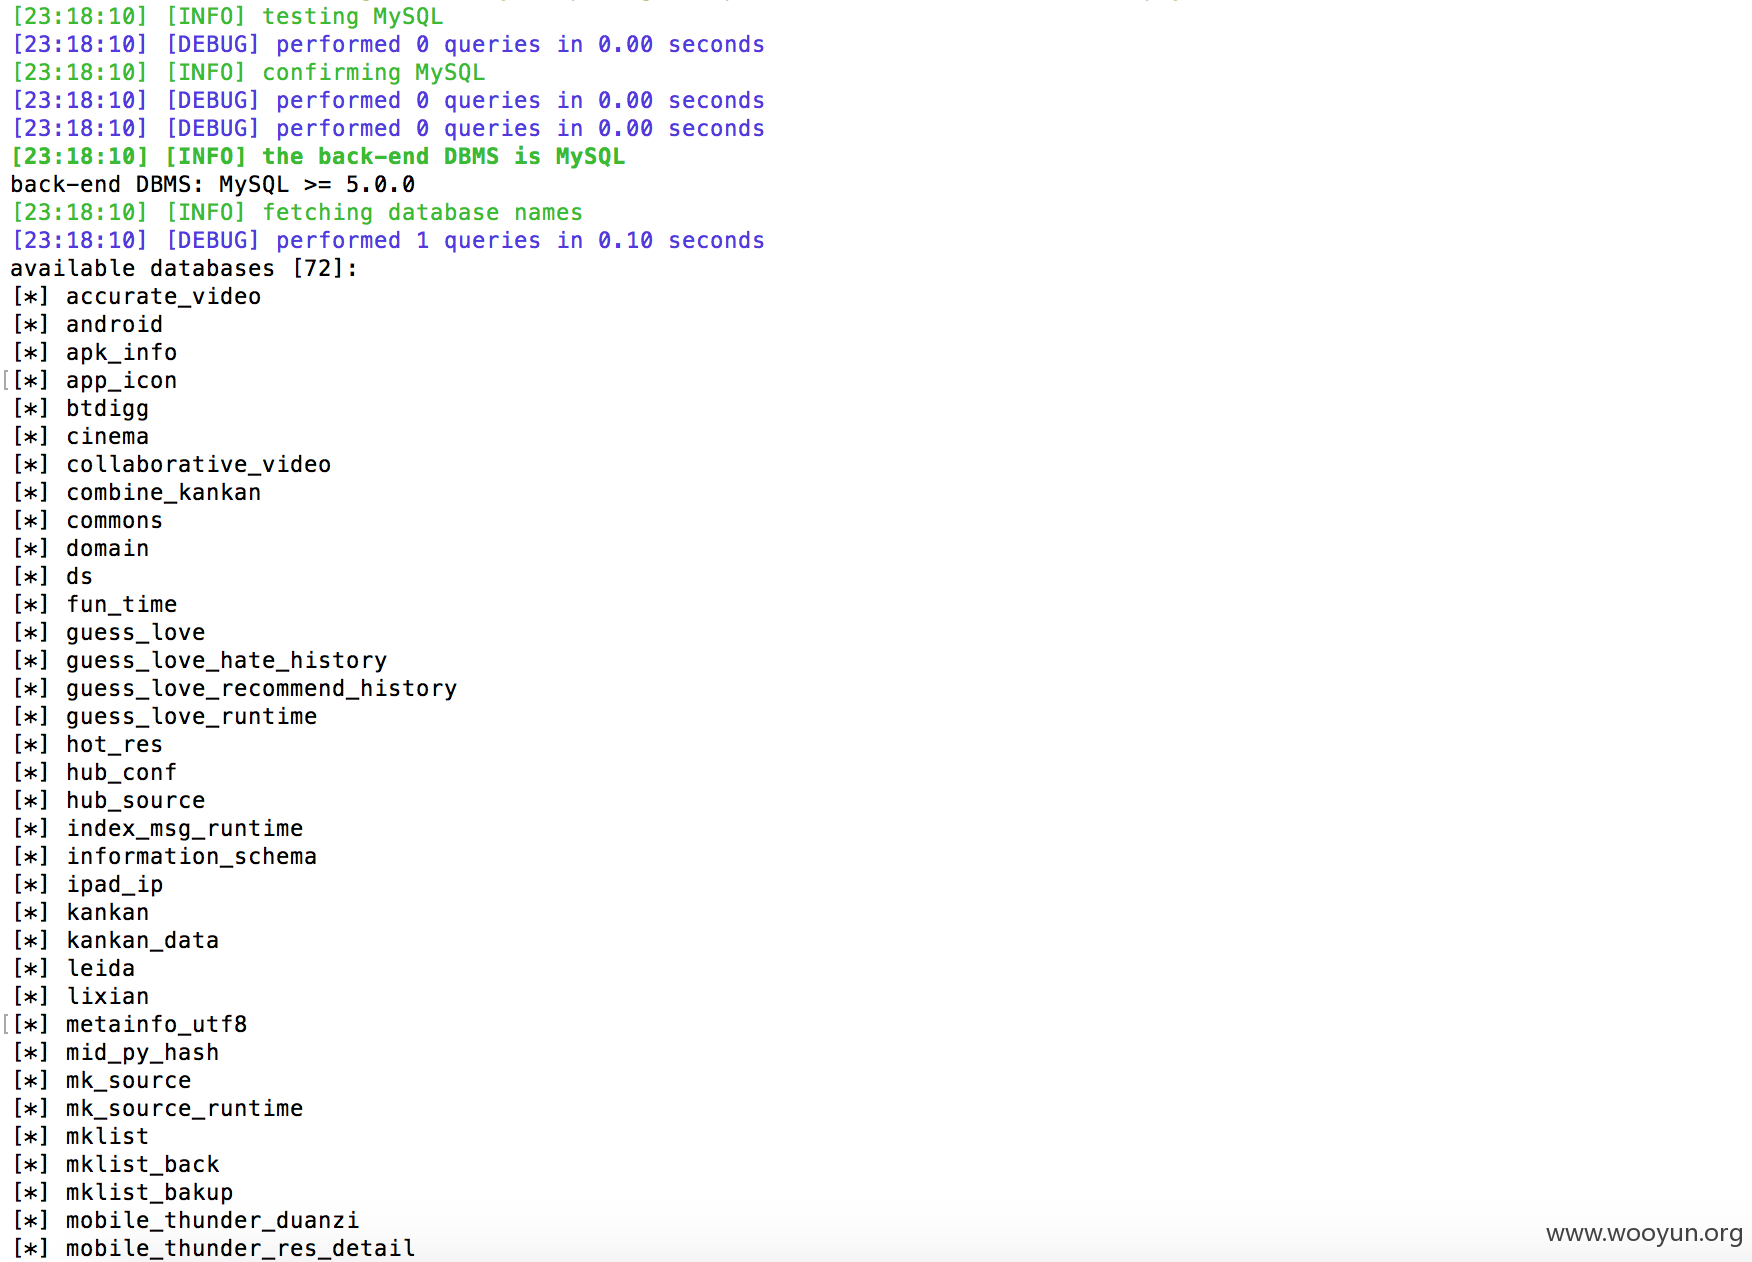 [23:18:10] [INFO] testing MySQL
[23:18:10] [DEBUG] performed 0 queries in 0.00 seconds
[23:18:10] [INFO] confirming MySQL
[23:18:10] [DEBUG] performed 0 queries in 0.00 seconds
[23:18:10] [DEBUG] performed 0 queries in 0.00 seconds
[23:18:10] [INFO] the back-end DBMS is MySQL
back-end DBMS: MySQL >= 5.0.0
[23:18:10] [INFO] fetching database names
[23:18:10] [DEBUG] performed 1 queries in 0.10 seconds
available databases [72]:
[*] accurate_video
[*] android
[*] apk_info
[[*] app_icon
[*] btdigg
[*] cinema
[*] collaborative_video
[*] combine_kankan
[*] commons
[*] domain
[*] ds
[*] fun_time
[*] guess_love
[*] guess_love_hate_history
[*] guess_love_recommend_history
[*] guess_love_runtime
[*] hot_res
[*] hub_conf
[*] hub_source
[*] index_msg_runtime
[*] information_schema
[*] ipad_ip
[*] kankan
[*] kankan_data
[*] leida
[*] lixian
[[*] metainfo_utf8
[*] mid_py_hash
[*] mk_source
[*] mk_source_runtime
[*] mklist
[*] mklist_back
[*] mklist_bakup
[*] mobile_thunder_duanzi
[*] mobile_thunder_res_detail
www.wooyun.org